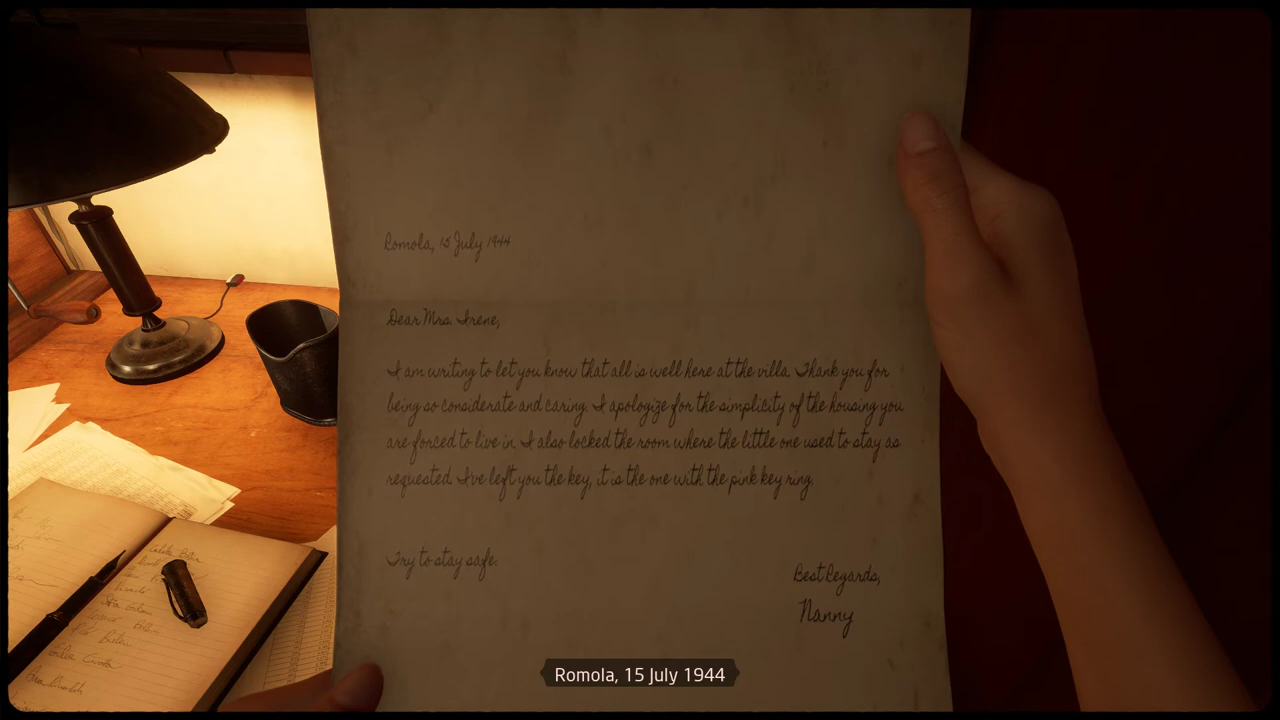 Romola, 15 July 1944
Dear Mrs. Irene,
I am writing to let you know that all is well here at the villa. Thank you for
being so considerate and caring. I apologize for the simplicity of the housing you
are forced to live in. I also locked the room where the little one used to stay as
requested. I've left you the key, it is the one with the pink key ring.
Try to stay safe.
Best Regards,
Nanny
Romola, 15 July 1944